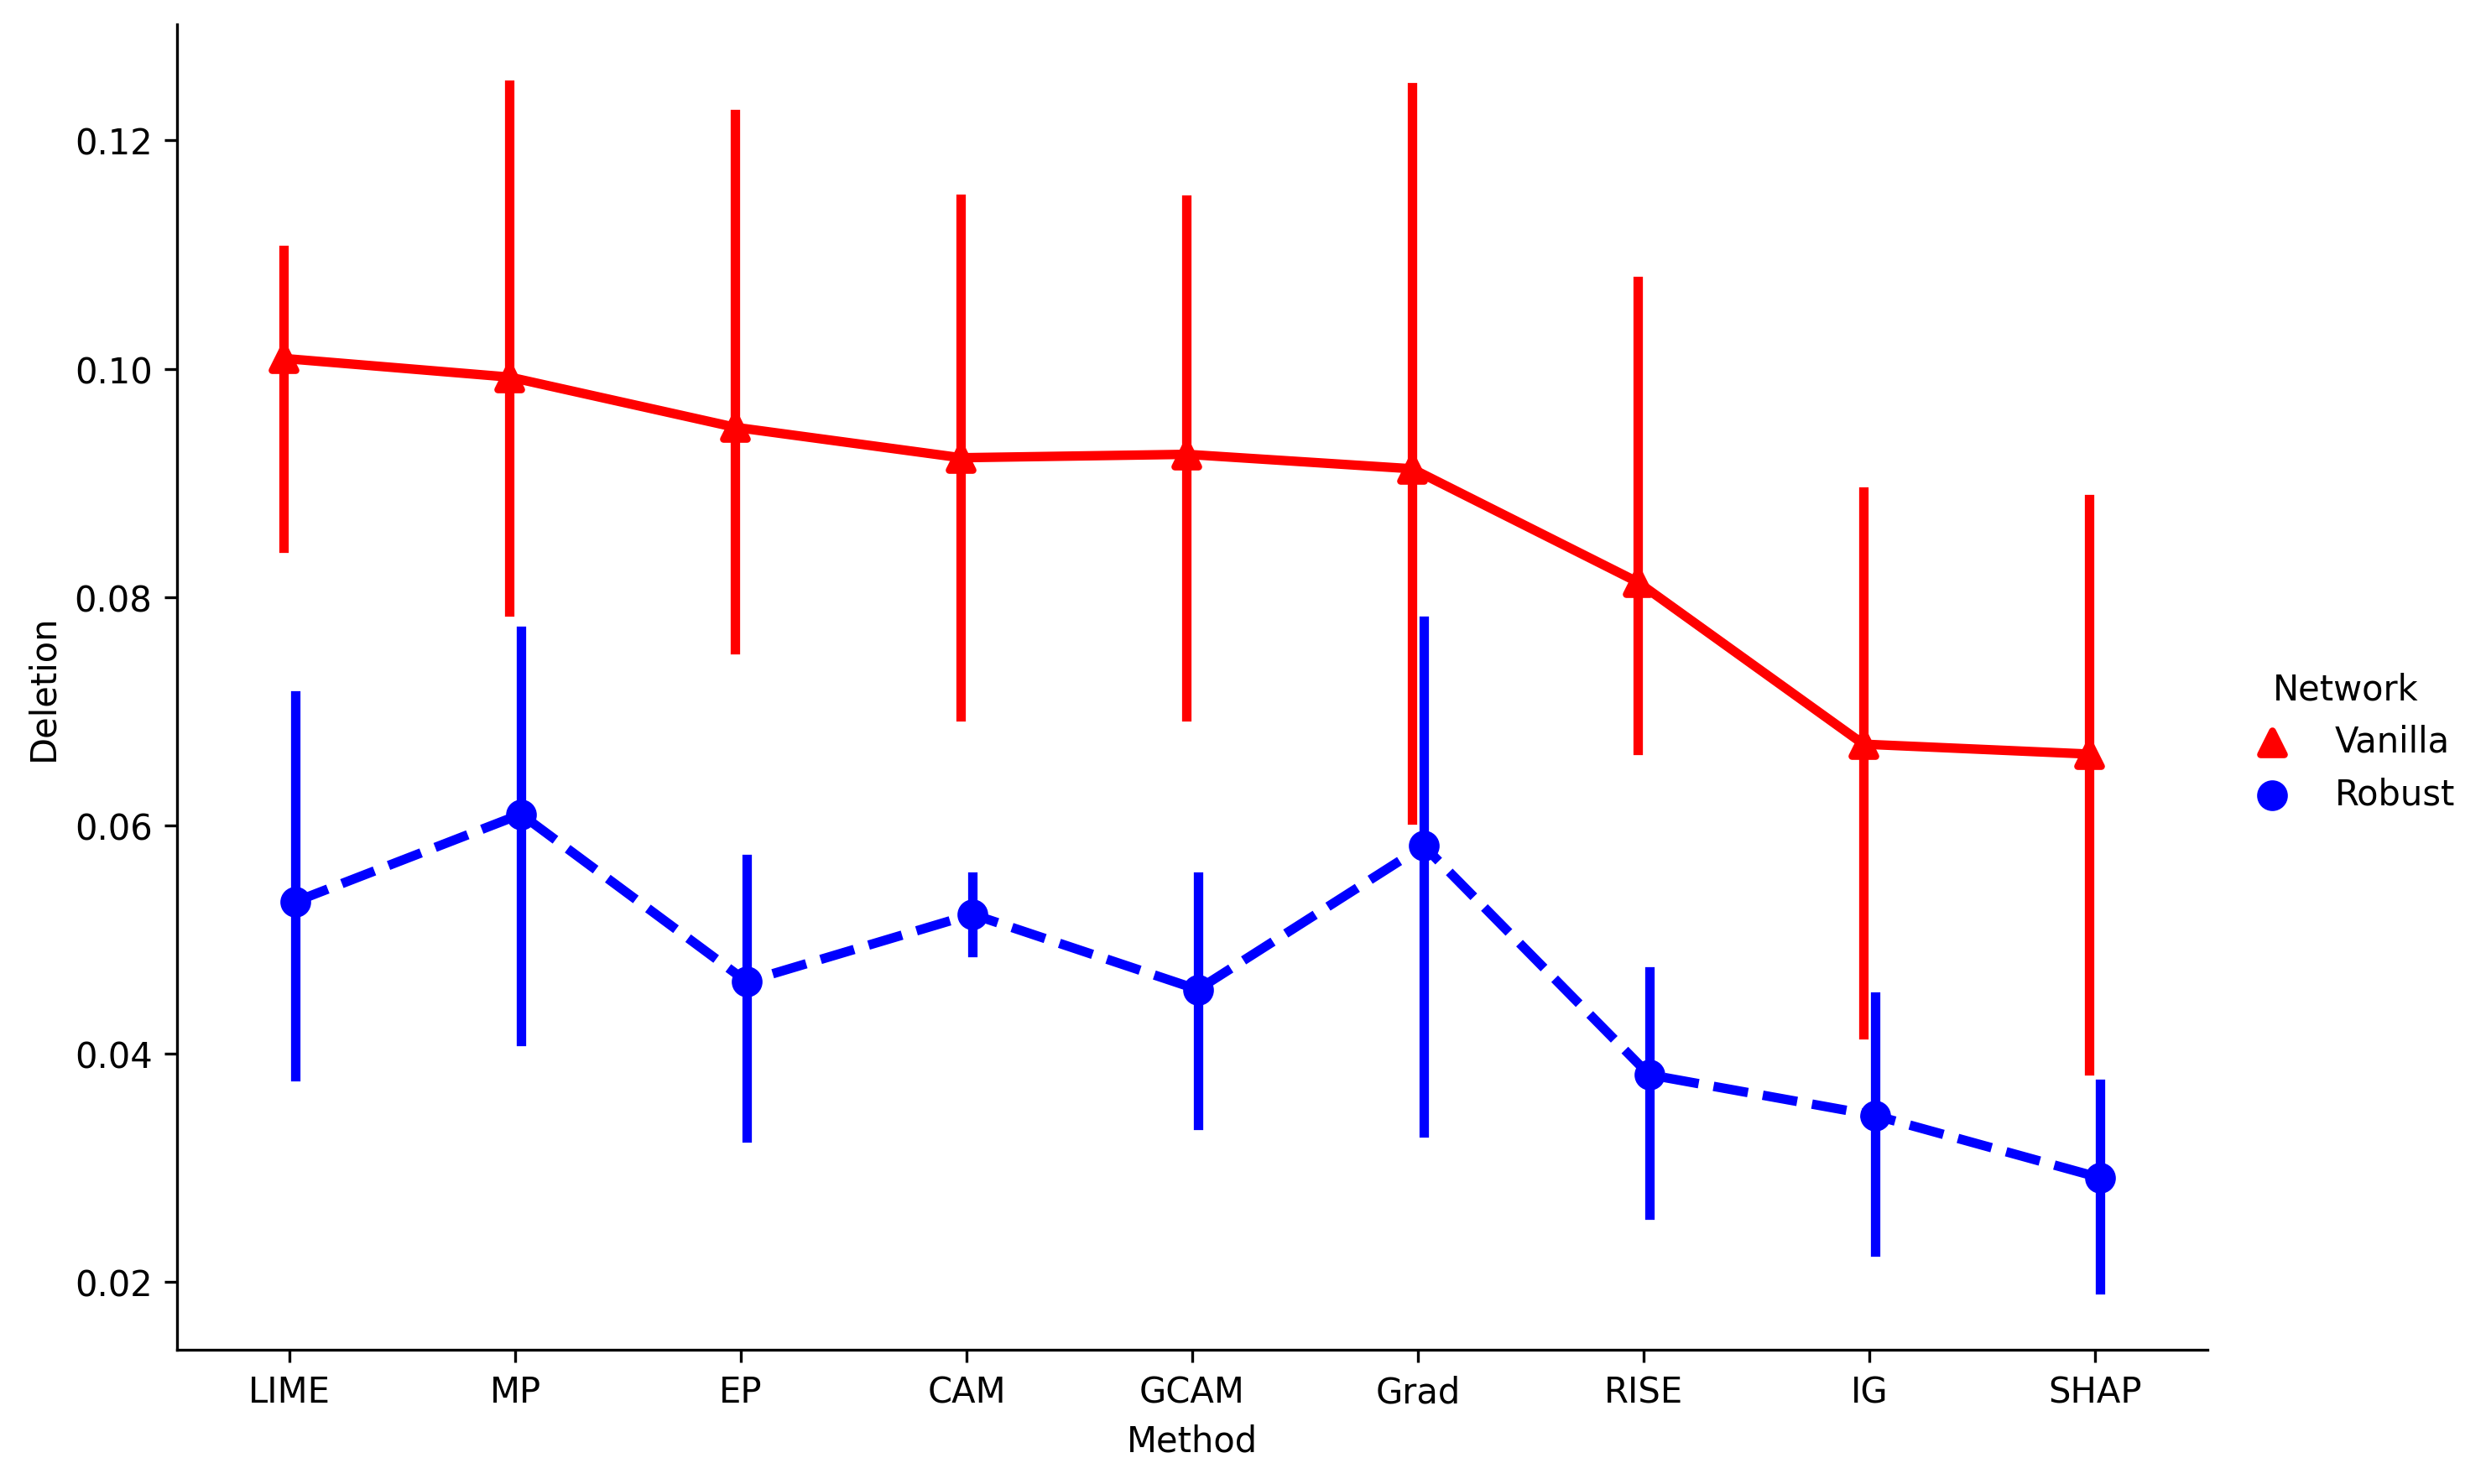 0.12
0.10
0.08
0.06
0.04
0.02
Deletion
LIME MP EP CAM GCAM Grad RISE IG SHAP
Method
Network
Vanilla
Robust